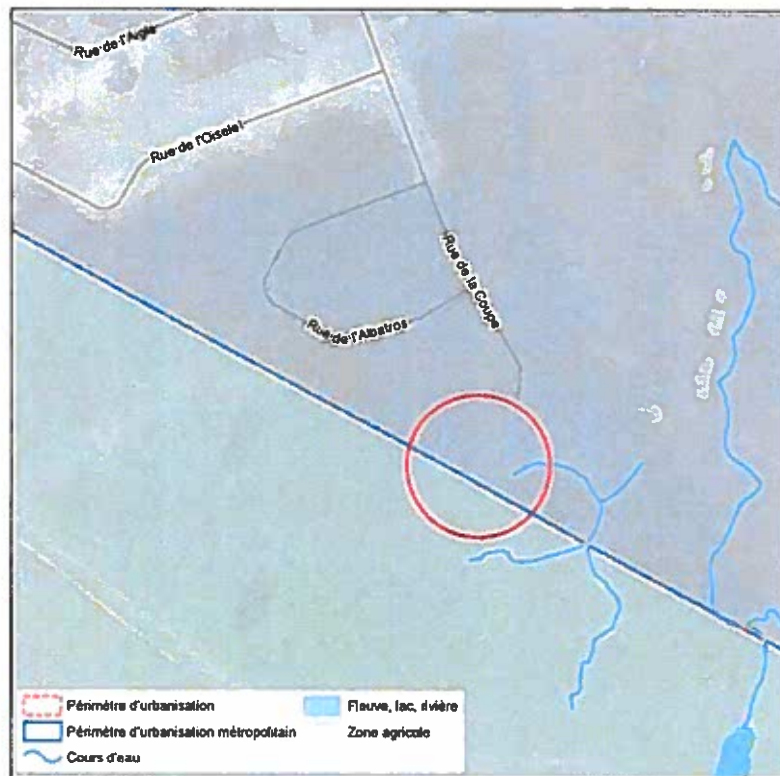 Rue de l'Aigle
Rue de l'Oiselet
Rue de la Coupe
Rue de l'Albatros
Périmètre d'urbanisation
Périmètre d'urbanisation métropolitain
Cours d'eau
Fleuve, lac, rivière
Zone agricole